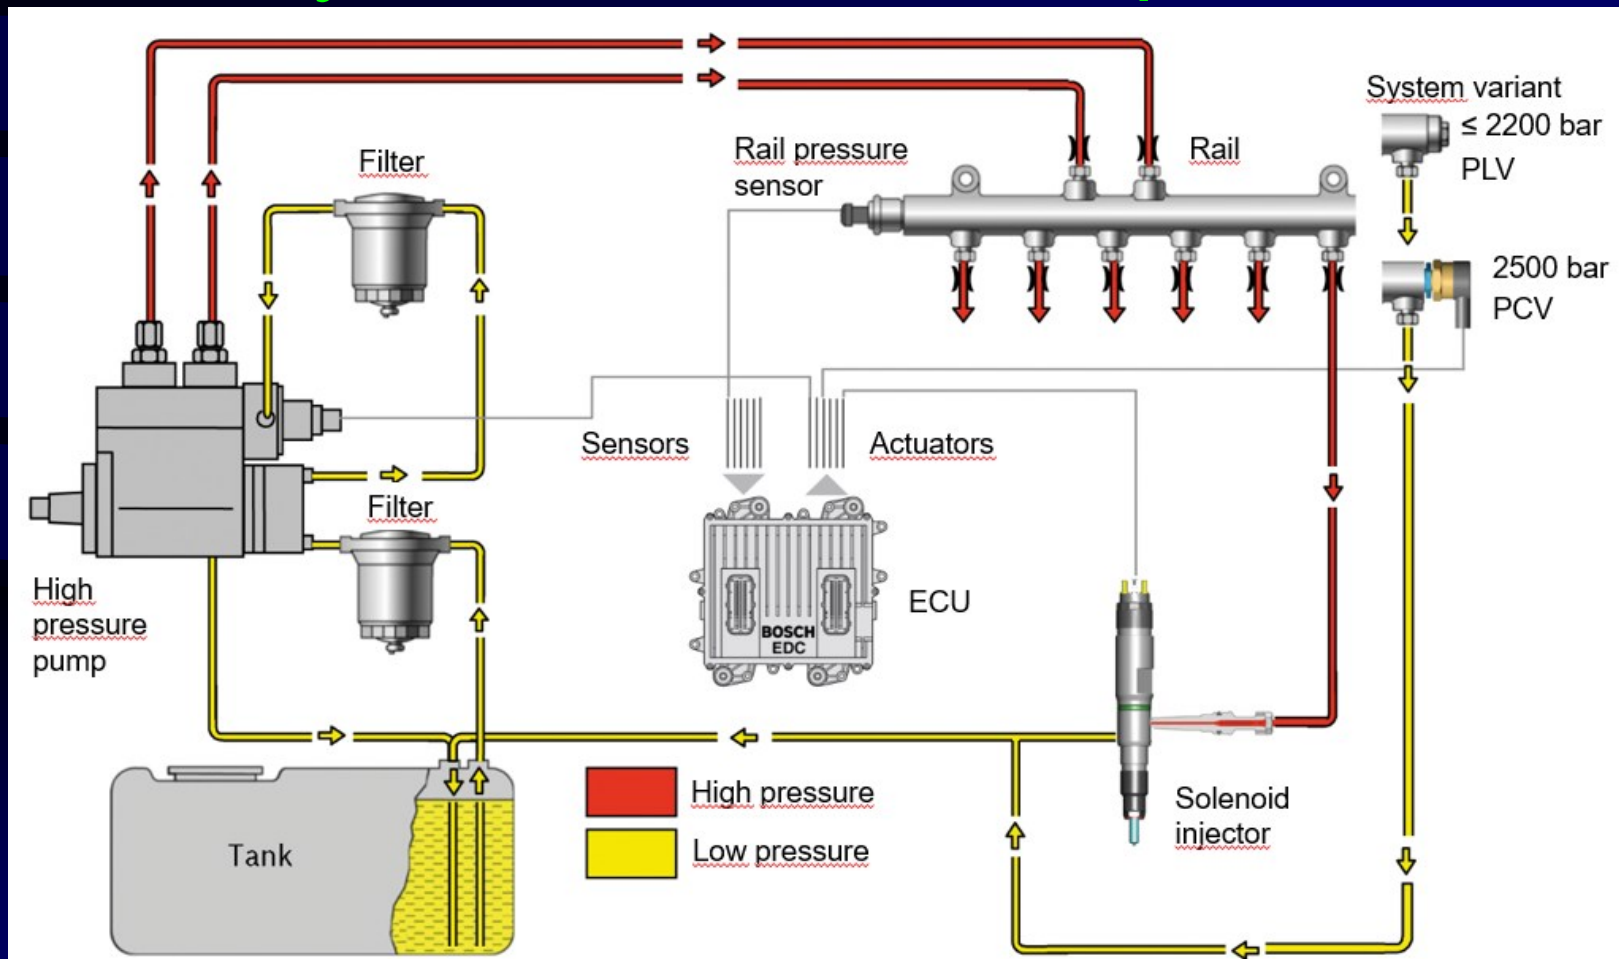 System variant
≤ 2200 bar
PLV
Rail pressure
sensor
Rail
Filter
2500 bar
PCV
Sensors
Actuators
Filter
High
pressure
pump
ECU
BOSCH
EDC
High pressure
Low pressure
Solenoid
injector
Tank